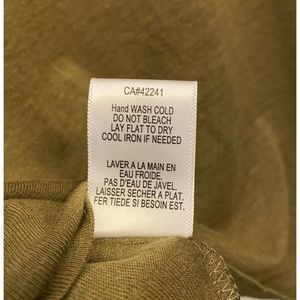 CA#42241
Hand WASH COLD
DO NOT BLEACH
LAY FLAT TO DRY
COOL IRON IF NEEDED
LAVER A LA MAIN EN
EAU FROIDE.
PAS D'EAU DE JAVEL,
LAISSER SECHER A PLAT.
FER TIEDE SI BESOIN EST.